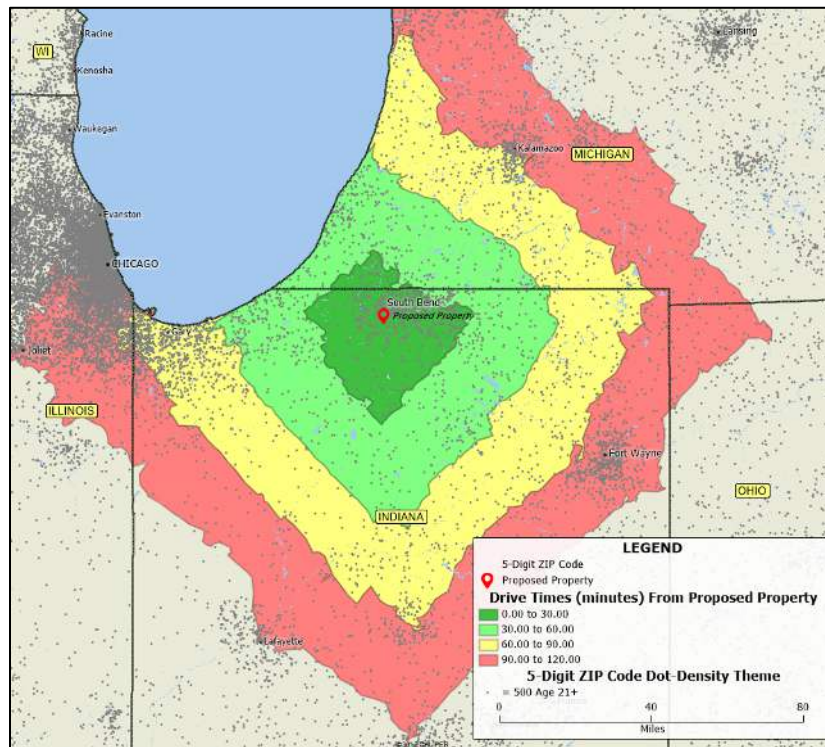 Racine
WI
Kenosha
Lansing
Waukegan
Kalamazoo
MICHIGAN
Evanston
CHICAGO
South Bend
Proposed Property
Joliet
ILLINOIS
Fort Wayne
OHIO
INDIANA
Lafayette
LEGEND
5-Digit ZIP Code
Proposed Property
Drive Times (minutes) From Proposed Property
0.00 to 30.00
30.00 to 60.00
60.00 to 90.00
90.00 to 120.00
5-Digit ZIP Code Dot-Density Theme
= 500 Age 21+
0 40 80
Miles